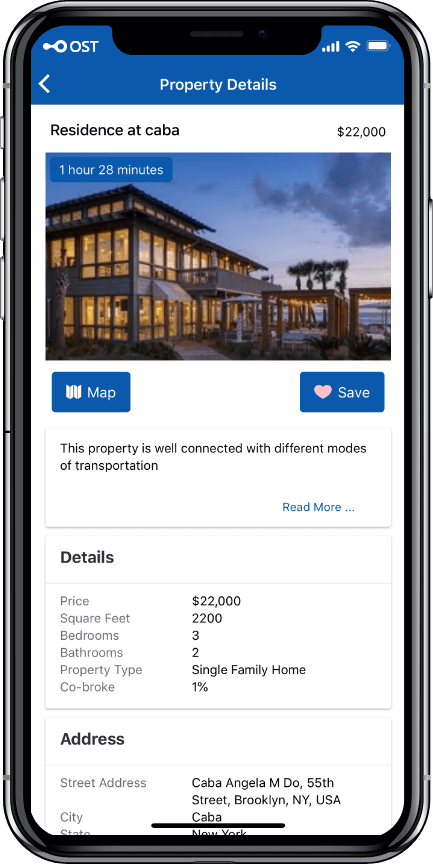 OST
Property Details
Residence at caba
$22,000
1 hour 28 minutes
Map
Save
This property is well connected with different modes
of transportation
Read More ...
Details
Price $22,000
Square Feet 2200
Bedrooms 3
Bathrooms 2
Property Type Single Family Home
Co-broke 1%
Address
Street Address Caba Angela M Do, 55th
Street, Brooklyn, NY, USA
City Caba
State New York